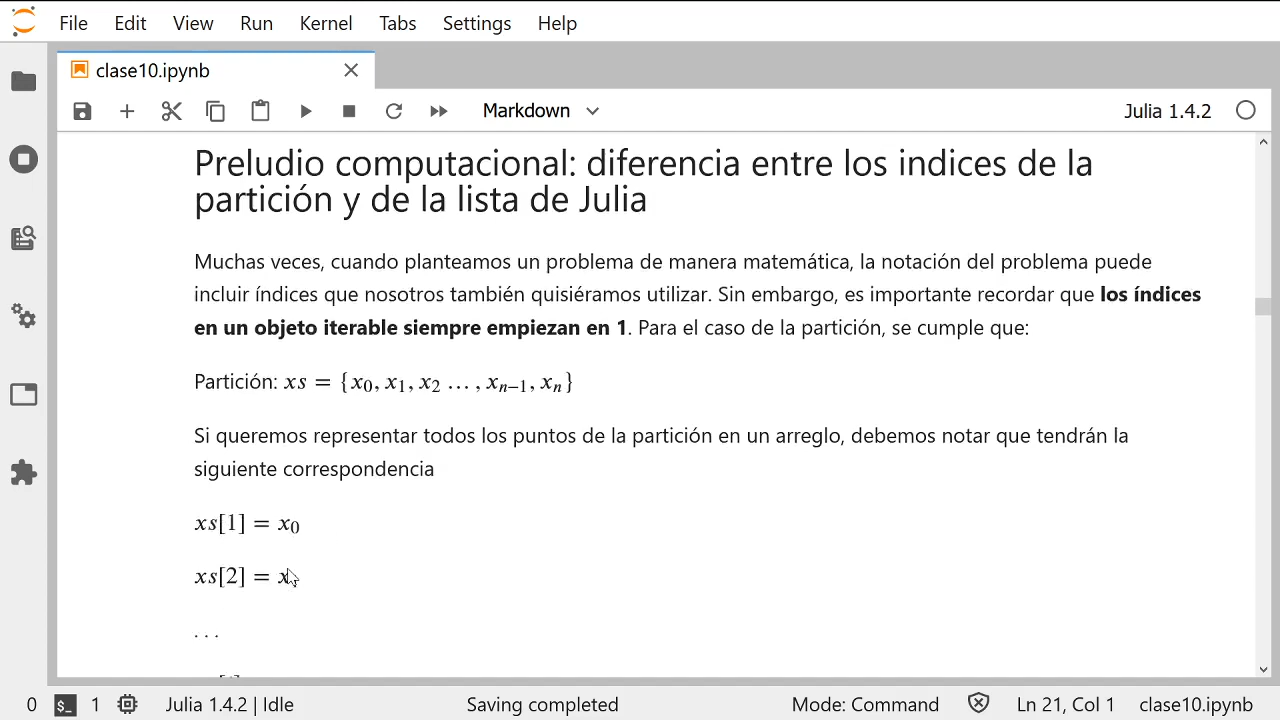 File Edit View Run Kernel Tabs Settings Help
clase10.ipynb
Markdown Julia 1.4.2
Preludio computacional: diferencia entre los indices de la
partición y de la lista de Julia
Muchas veces, cuando planteamos un problema de manera matemática, la notación del problema puede
incluir índices que nosotros también quisiéramos utilizar. Sin embargo, es importante recordar que los índices
en un objeto iterable siempre empiezan en 1. Para el caso de la partición, se cumple que:
Partición: xs = {x₀, x₁, x₂ … , xₙ₋₁, xₙ}
Si queremos representar todos los puntos de la partición en un arreglo, debemos notar que tendrán la
siguiente correspondencia
xs[1] = x₀
xs[2] = x
...
0 $_ 1 Julia 1.4.2 | Idle Saving completed Mode: Command Ln 21, Col 1 clase10.ipynb